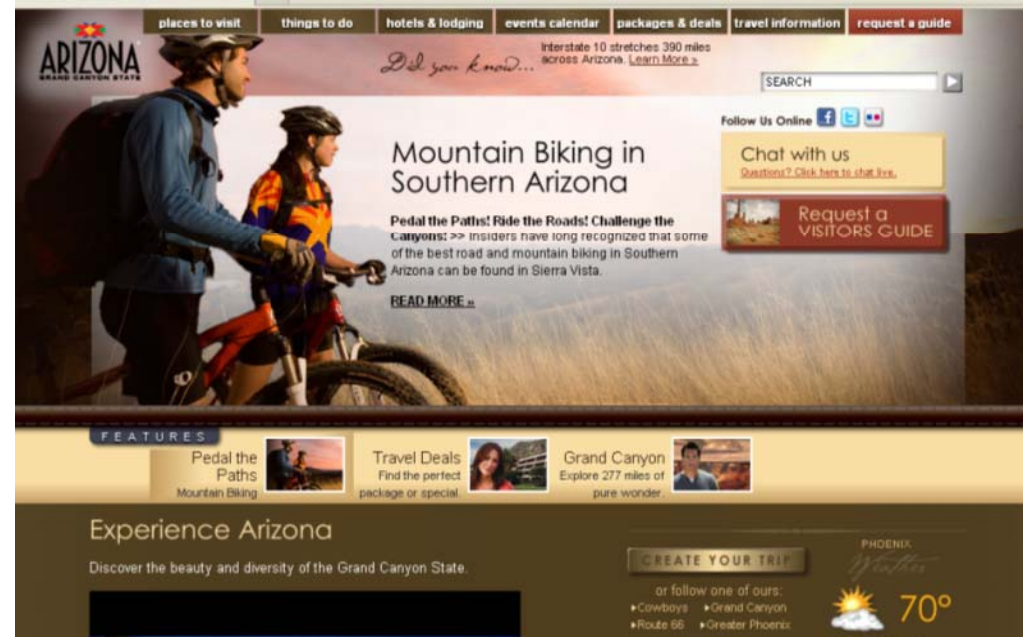 places to visit
things to do
hotels & lodging
events calendar
packages & deals
travel information
request a guide
ARIZONA
GRAND CANYON STATE
Did you know...
Interstate 10 stretches 390 miles
across Arizona. Learn More »
SEARCH
Follow Us Online
Chat with us
Questions? Click here to chat live.
Request a
VISITORS GUIDE
Mountain Biking in
Southern Arizona
Pedal the Paths! Ride the Roads! Challenge the
Canyons! >> Insiders have long recognized that some
of the best road and mountain biking in Southern
Arizona can be found in Sierra Vista.
READ MORE »
FEATURES
Pedal the
Paths
Mountain Biking
Travel Deals
Find the perfect
package or special.
Grand Canyon
Explore 277 miles of
pure wonder.
Experience Arizona
Discover the beauty and diversity of the Grand Canyon State.
CREATE YOUR TRIP
or follow one of ours:
Cowboys
Grand Canyon
Route 66
Greater Phoenix
PHOENIX
Weather
70°